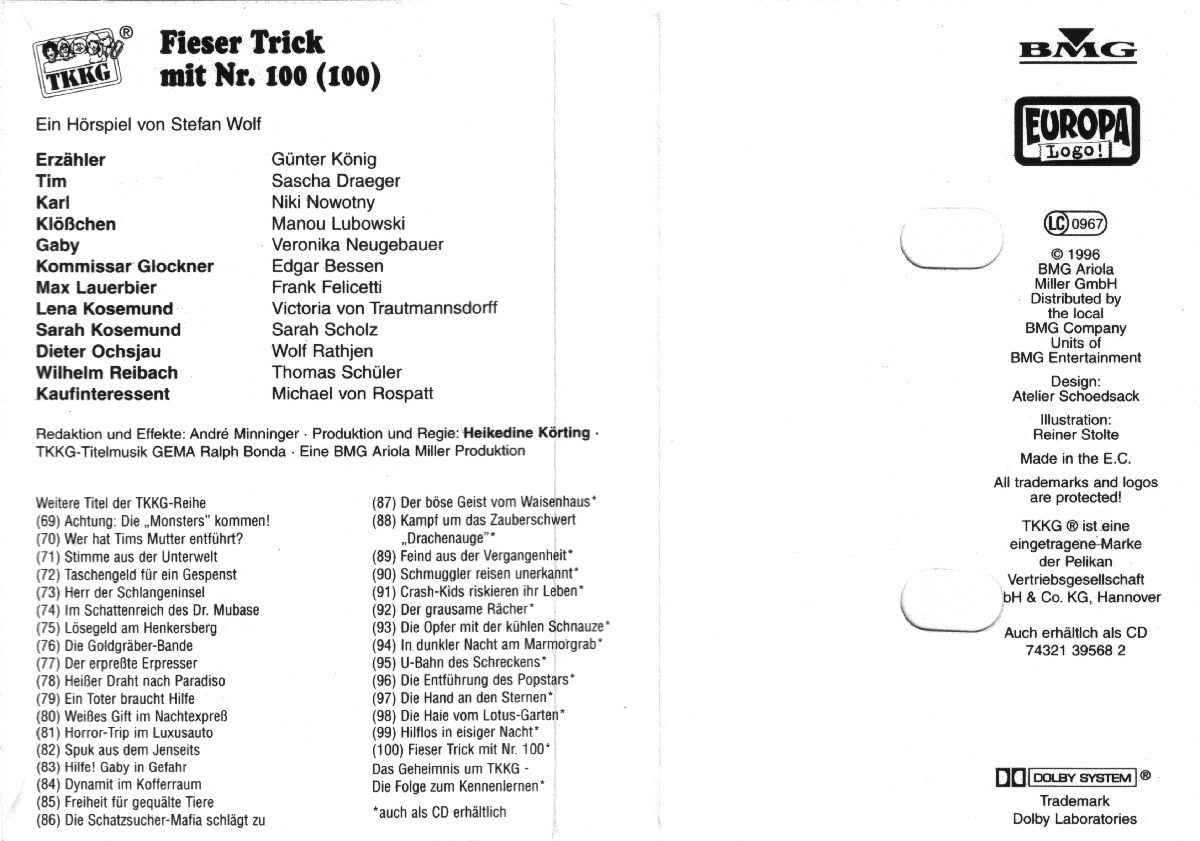 TKKG ®
Fieser Trick
mit Nr. 100 (100)
Ein Hörspiel von Stefan Wolf
Erzähler Günter König
Tim Sascha Draeger
Karl Niki Nowotny
Klößchen Manou Lubowski
Gaby Veronika Neugebauer
Kommissar Glockner Edgar Bessen
Max Lauerbier Frank Felicetti
Lena Kosemund Victoria von Trautmannsdorff
Sarah Kosemund Sarah Scholz
Dieter Ochsjau Wolf Rathjen
Wilhelm Reibach Thomas Schüler
Kaufinteressent Michael von Rospatt
Redaktion und Effekte: André Minninger · Produktion und Regie: Heikedine Körting ·
TKKG-Titelmusik GEMA Ralph Bonda · Eine BMG Ariola Miller Produktion
Weitere Titel der TKKG-Reihe
(69) Achtung: Die „Monsters” kommen!
(70) Wer hat Tims Mutter entführt?
(71) Stimme aus der Unterwelt
(72) Taschengeld für ein Gespenst
(73) Herr der Schlangeninsel
(74) Im Schattenreich des Dr. Mubase
(75) Lösegeld am Henkersberg
(76) Die Goldgräber-Bande
(77) Der erpreßte Erpresser
(78) Heißer Draht nach Paradiso
(79) Ein Toter braucht Hilfe
(80) Weißes Gift im Nachtexpreß
(81) Horror-Trip im Luxusauto
(82) Spuk aus dem Jenseits
(83) Hilfe! Gaby in Gefahr
(84) Dynamit im Kofferraum
(85) Freiheit für gequälte Tiere
(86) Die Schatzsucher-Mafia schlägt zu
(87) Der böse Geist vom Waisenhaus*
(88) Kampf um das Zauberschwert
„Drachenauge”*
(89) Feind aus der Vergangenheit*
(90) Schmuggler reisen unerkannt*
(91) Crash-Kids riskieren ihr Leben*
(92) Der grausame Rächer*
(93) Die Opfer mit der kühlen Schnauze*
(94) In dunkler Nacht am Marmorgrab*
(95) U-Bahn des Schreckens*
(96) Die Entführung des Popstars*
(97) Die Hand an den Sternen*
(98) Die Haie vom Lotus-Garten*
(99) Hilflos in eisiger Nacht*
(100) Fieser Trick mit Nr. 100*
Das Geheimnis um TKKG -
Die Folge zum Kennenlernen*
*auch als CD erhältlich
BMG
EUROPA
Logo!
LC 0967
© 1996
BMG Ariola
Miller GmbH
Distributed by
the local
BMG Company
Units of
BMG Entertainment
Design:
Atelier Schoedsack
Illustration:
Reiner Stolte
Made in the E.C.
All trademarks and logos
are protected!
TKKG ® ist eine
eingetragene Marke
der Pelikan
Vertriebsgesellschaft
bH & Co. KG, Hannover
Auch erhältlich als CD
74321 39568 2
DOLBY SYSTEM ®
Trademark
Dolby Laboratories